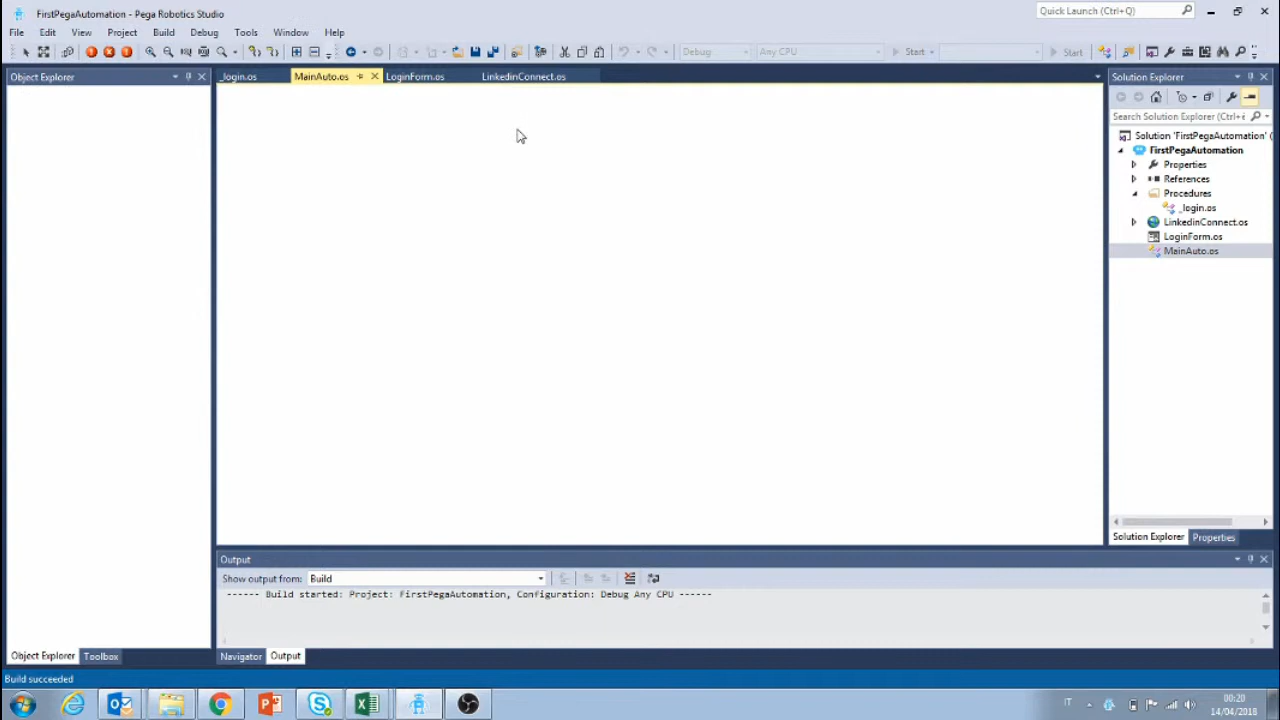 FirstPegaAutomation - Pega Robotics Studio
Quick Launch (Ctrl+Q)
File Edit View Project Build Debug Tools Window Help
Debug Any CPU Start Start
Object Explorer
_login.os MainAuto.os LoginForm.os LinkedinConnect.os
Solution Explorer
Search Solution Explorer (Ctrl+è
Solution 'FirstPegaAutomation' (
FirstPegaAutomation
Properties
References
Procedures
_login.os
LinkedinConnect.os
LoginForm.os
MainAuto.os
Solution Explorer Properties
Output
Show output from: Build
------ Build started: Project: FirstPegaAutomation, Configuration: Debug Any CPU ------
Object Explorer Toolbox
Navigator Output
Build succeeded
IT
00:20
14/04/2018